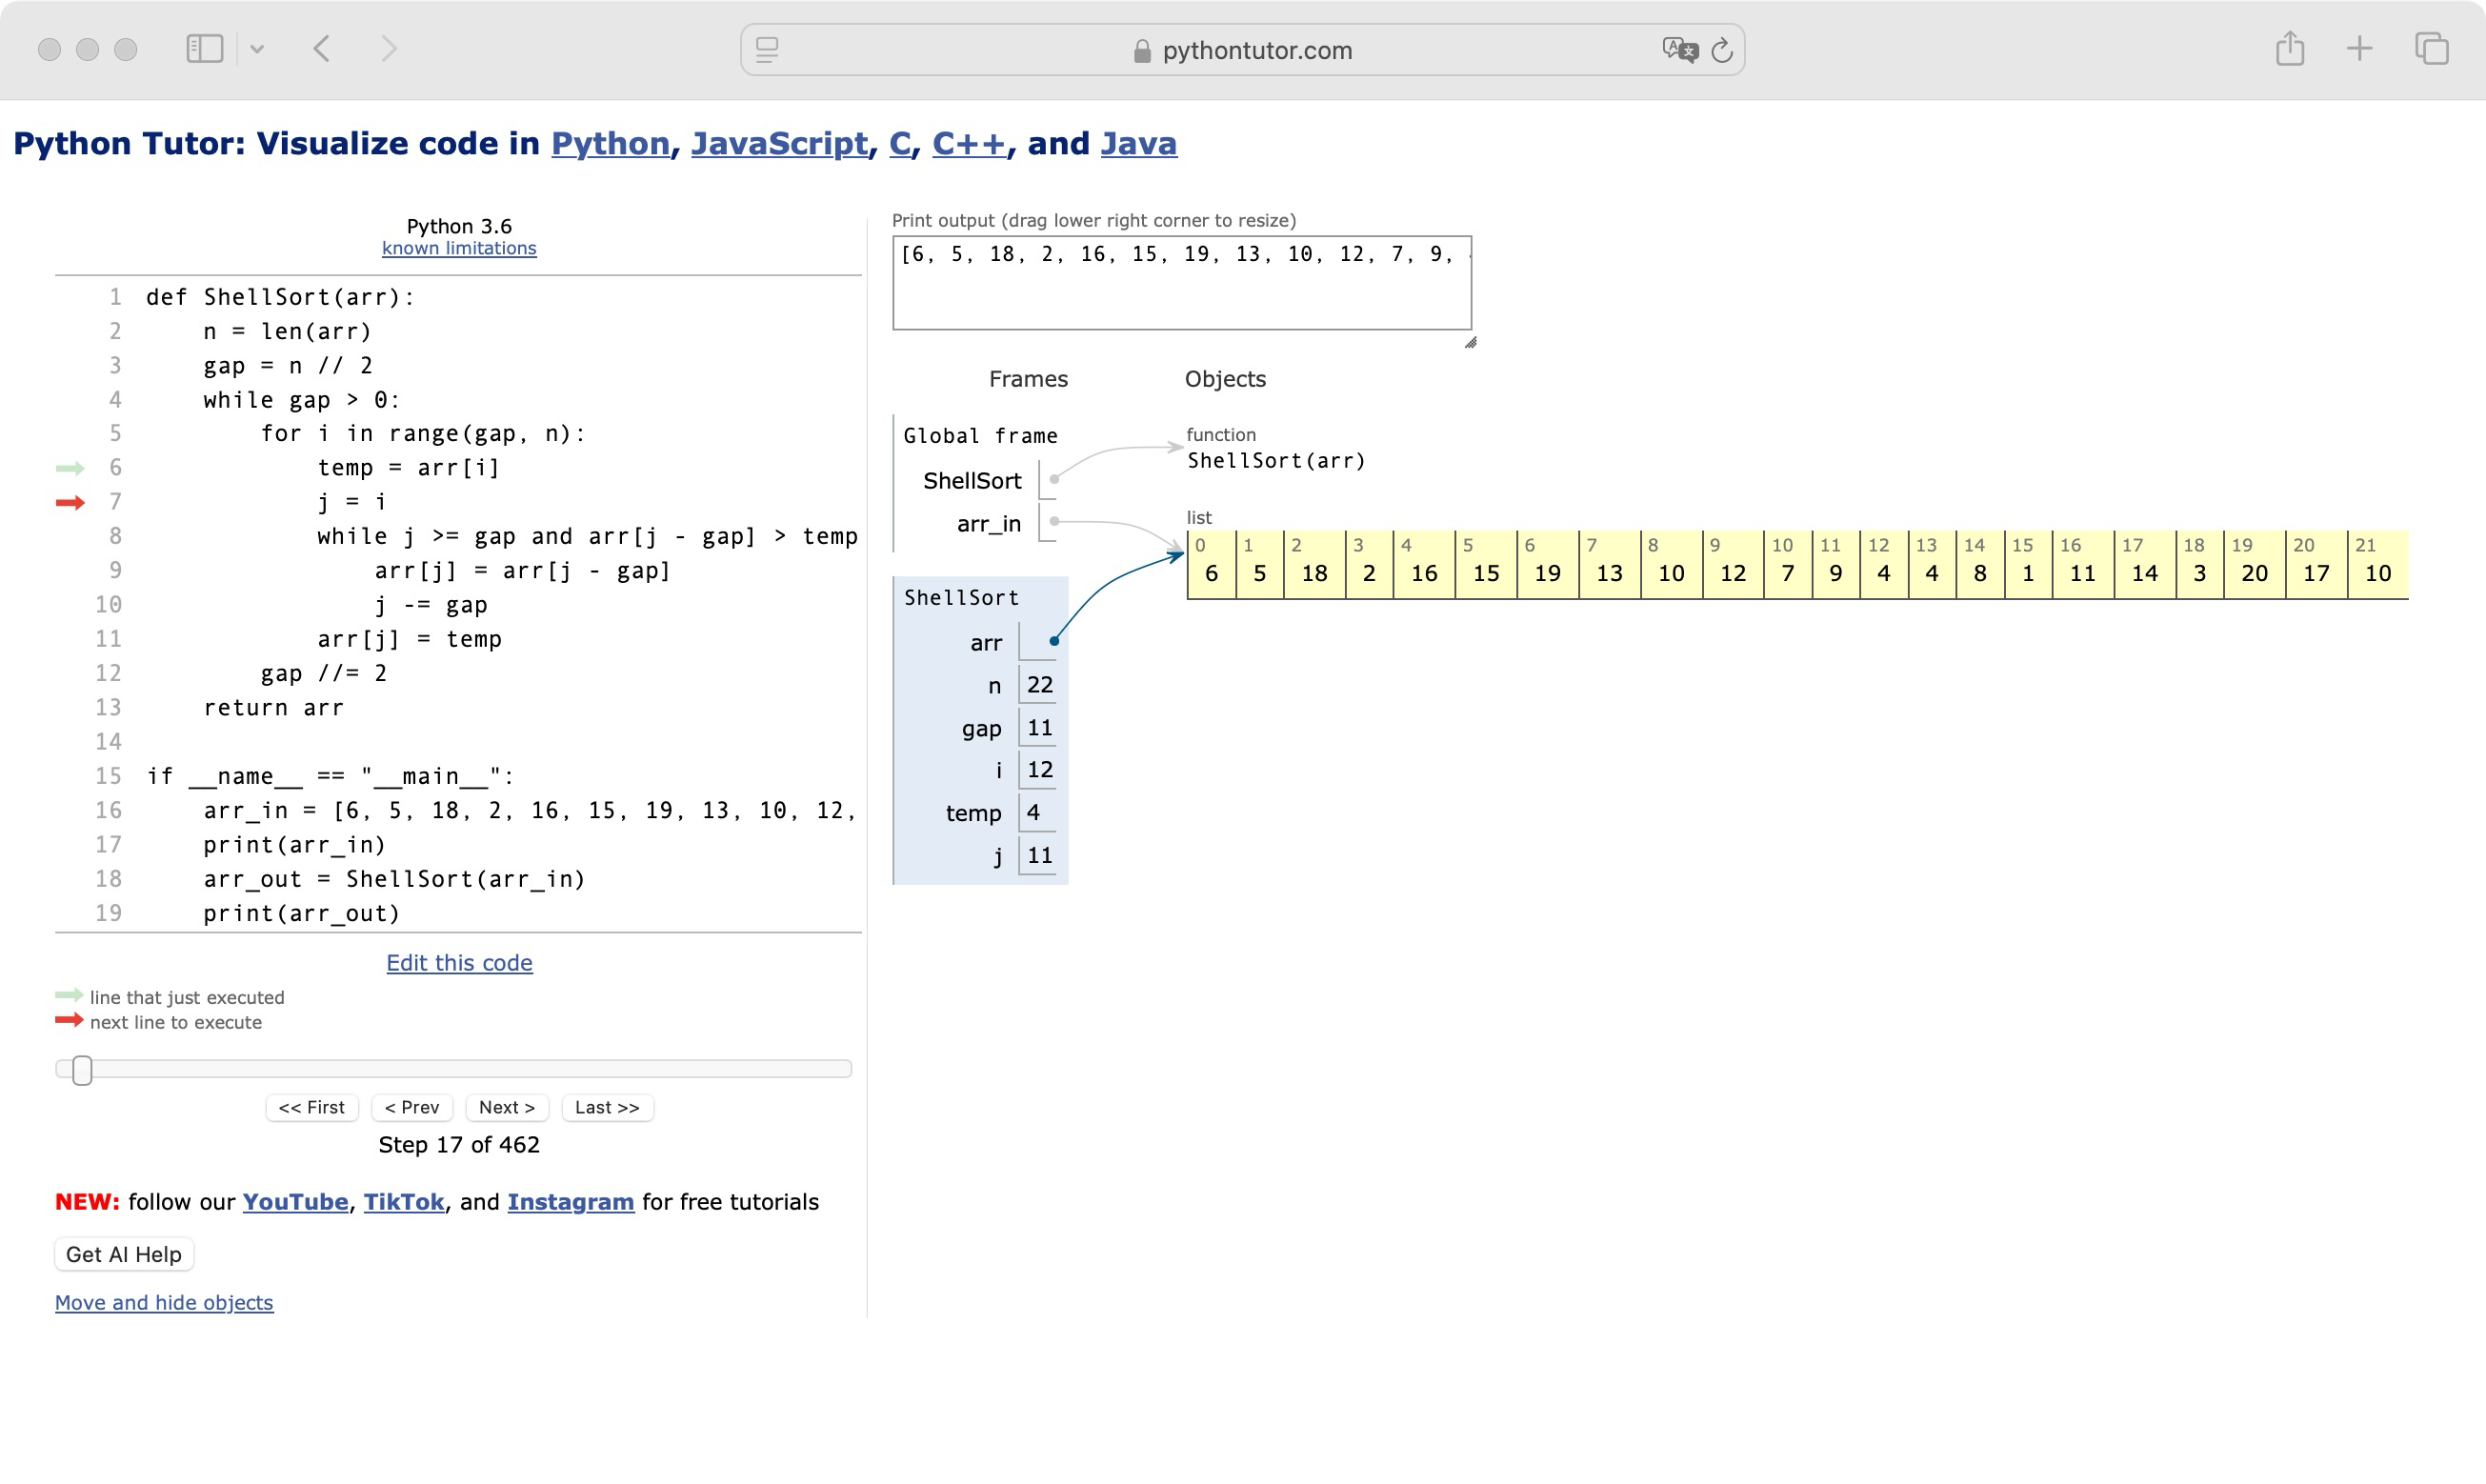 pythontutor.com
Python Tutor: Visualize code in Python, JavaScript, C, C++, and Java
Python 3.6
known limitations
1 def ShellSort(arr):
2     n = len(arr)
3     gap = n // 2
4     while gap > 0:
5         for i in range(gap, n):
6             temp = arr[i]
7             j = i
8             while j >= gap and arr[j - gap] > temp
9                 arr[j] = arr[j - gap]
10                 j -= gap
11             arr[j] = temp
12         gap //= 2
13     return arr
14
15 if __name__ == "__main__":
16     arr_in = [6, 5, 18, 2, 16, 15, 19, 13, 10, 12,
17     print(arr_in)
18     arr_out = ShellSort(arr_in)
19     print(arr_out)
Edit this code
line that just executed
next line to execute
<< First < Prev Next > Last >>
Step 17 of 462
NEW: follow our YouTube, TikTok, and Instagram for free tutorials
Get AI Help
Move and hide objects
Print output (drag lower right corner to resize)
[6, 5, 18, 2, 16, 15, 19, 13, 10, 12, 7, 9,
Frames Objects
Global frame
ShellSort
arr_in
function
ShellSort(arr)
list
0 1 2 3 4 5 6 7 8 9 10 11 12 13 14 15 16 17 18 19 20 21
6 5 18 2 16 15 19 13 10 12 7 9 4 4 8 1 11 14 3 20 17 10
ShellSort
arr
n 22
gap 11
i 12
temp 4
j 11